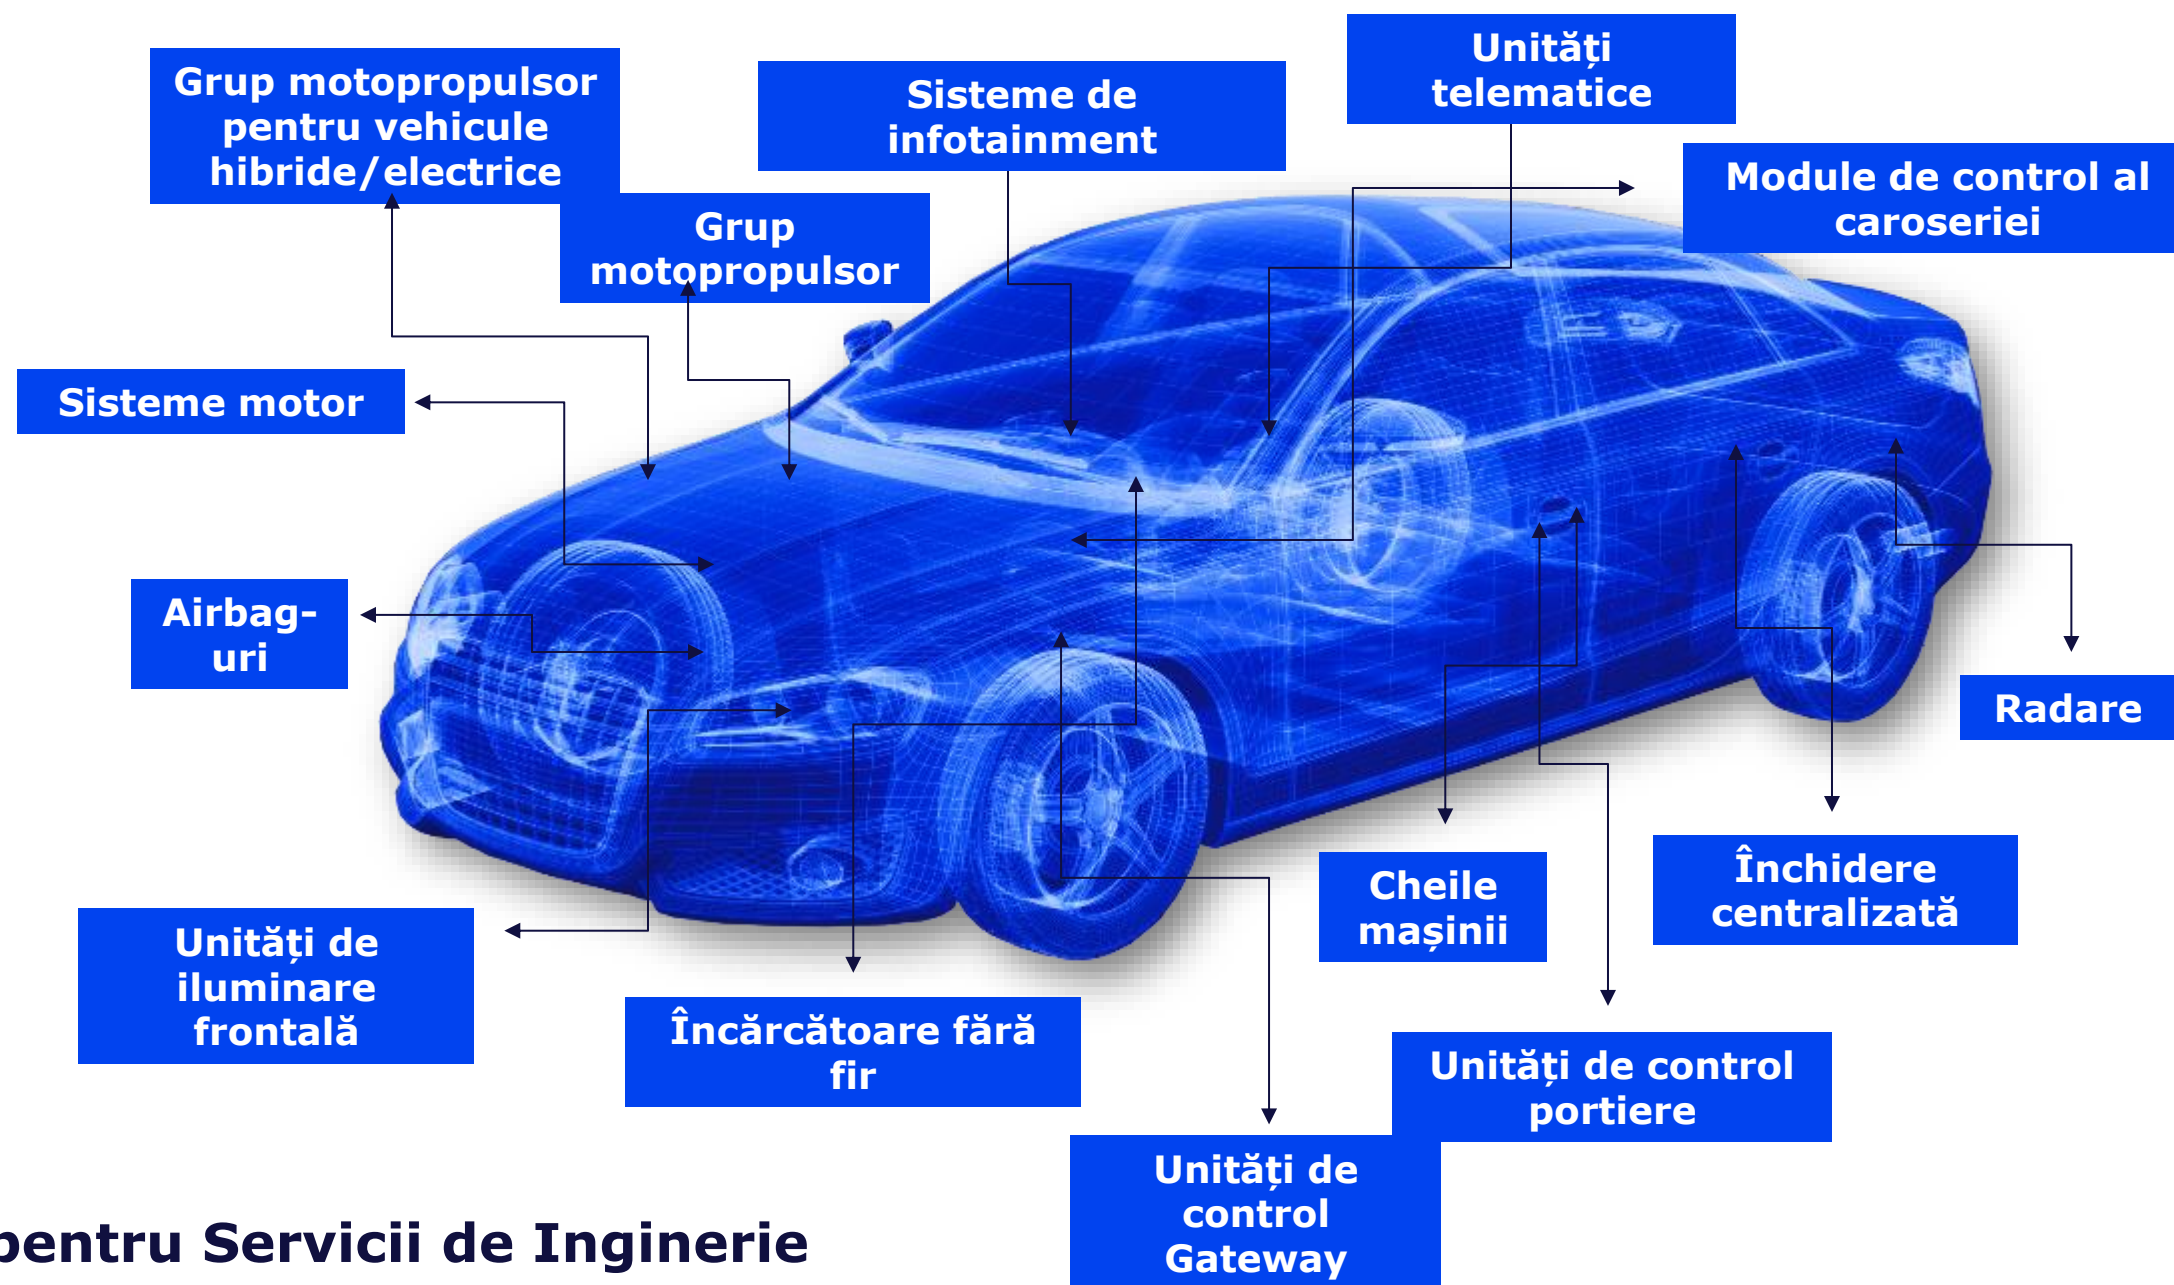 Unități
telematice
Grup motopropulsor
pentru vehicule
hibride/electrice
Sisteme de
infotainment
Module de control al
caroseriei
Grup
motopropulsor
Sisteme motor
Airbag-
uri
Radare
Închidere
centralizată
Cheile
mașinii
Unități de
iluminare
frontală
Încărcătoare fără
fir
Unități de control
portiere
Unități de
control
Gateway
pentru Servicii de Inginerie